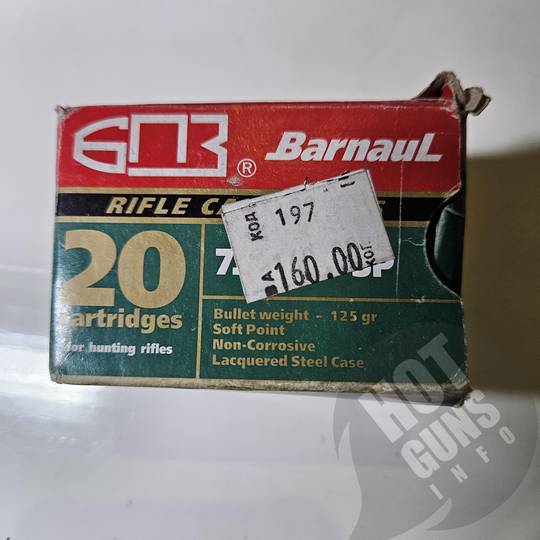 БПЗ ® BarnauL
RIFLE
КОД 197
160.00
20
cartridges
for hunting rifles
SP
Bullet weight - 125 gr
Soft Point
Non-Corrosive
Lacquered Steel Case
HOT
GUNS
INFO